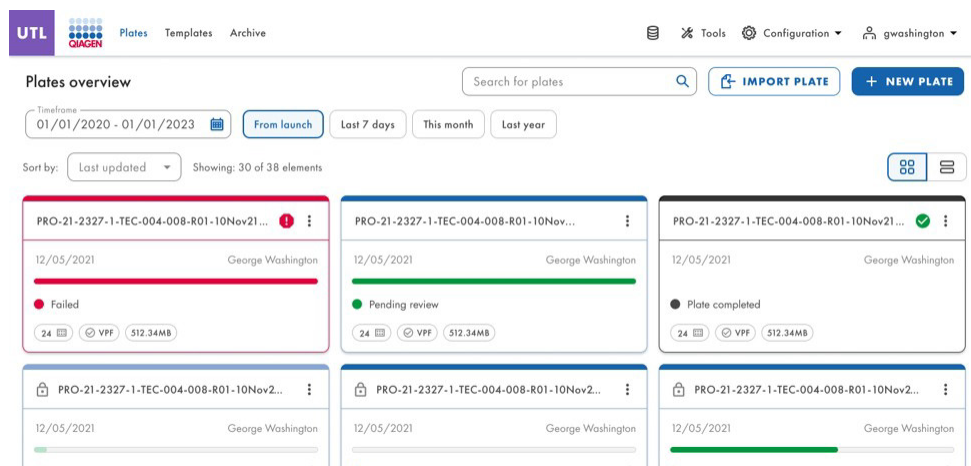 UTL QIAGEN Plates Templates Archive Tools Configuration gwashington
Plates overview Search for plates IMPORT PLATE + NEW PLATE
Timeframe
01/01/2020 - 01/01/2023 From launch Last 7 days This month Last year
Sort by: Last updated Showing: 30 of 38 elements
PRO-21-2327-1-TEC-004-008-R01-10Nov21... PRO-21-2327-1-TEC-004-008-R01-10Nov... PRO-21-2327-1-TEC-004-008-R01-10Nov21...
12/05/2021 George Washington 12/05/2021 George Washington 12/05/2021 George Washington
Failed Pending review Plate completed
24 VPF 512.34MB 24 VPF 512.34MB 24 VPF 512.34MB
PRO-21-2327-1-TEC-004-008-R01-10Nov2... PRO-21-2327-1-TEC-004-008-R01-10Nov2... PRO-21-2327-1-TEC-004-008-R01-10Nov2...
12/05/2021 George Washington 12/05/2021 George Washington 12/05/2021 George Washington